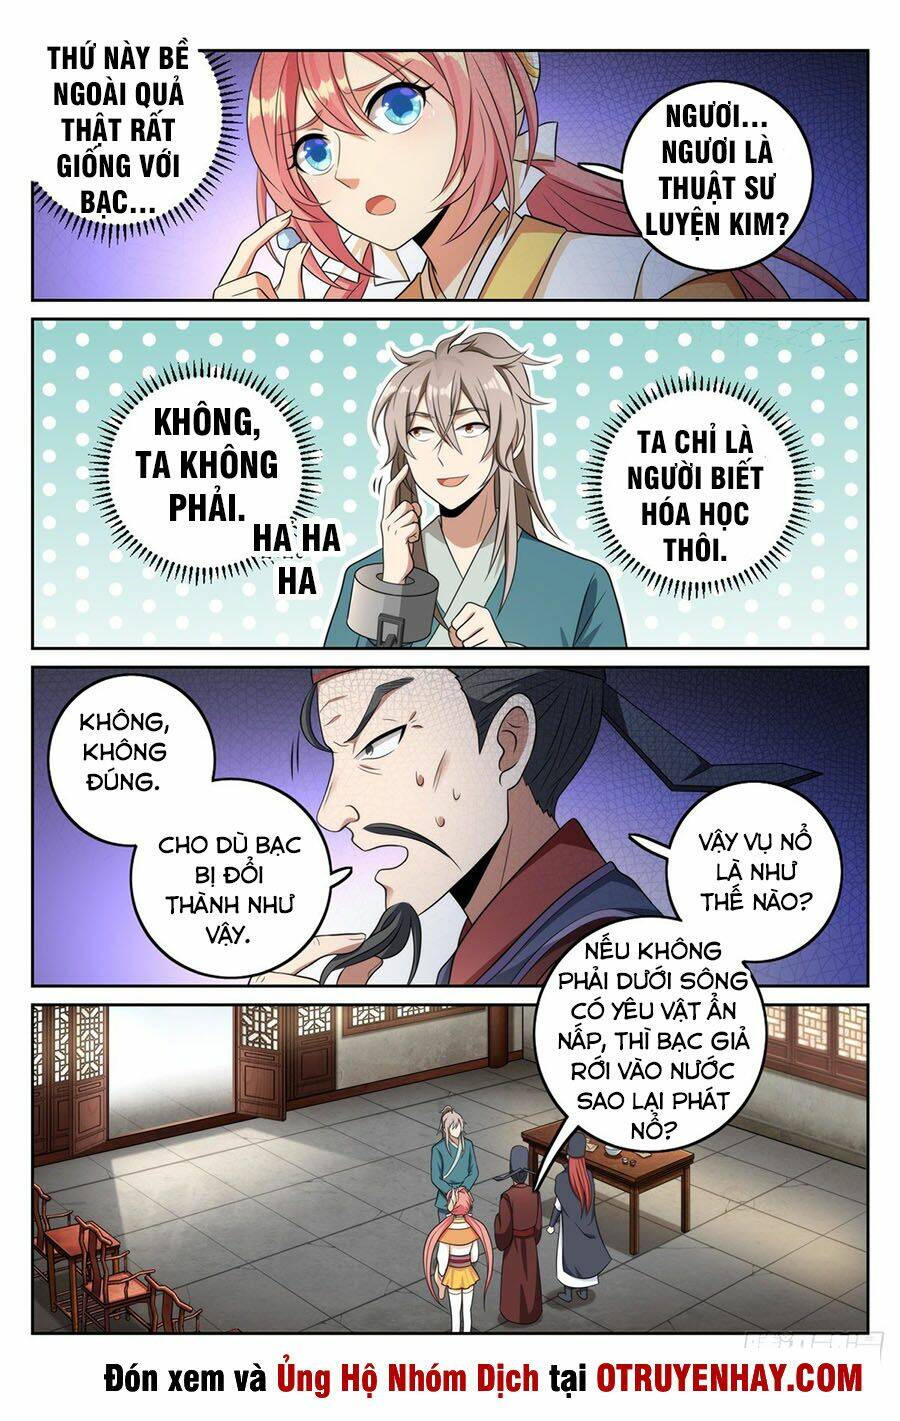 THỨ NÀY BỀ
NGOÀI QUẢ
THẬT RẤT
GIỐNG VỚI
BẠC...
NGƯƠI...
NGƯƠI LÀ
THUẬT SƯ
LUYỆN KIM?
KHÔNG,
TA KHÔNG
PHẢI.
HA HA
HA
TA CHỈ LÀ
NGƯỜI BIẾT
HÓA HỌC
THÔI.
KHÔNG,
KHÔNG
ĐÚNG.
CHO DÙ BẠC
BỊ ĐỔI
THÀNH NHƯ
VẬY.
VẬY VỤ NỔ
LÀ NHƯ
THẾ NÀO?
NẾU KHÔNG
PHẢI DƯỚI SÔNG
CÓ YÊU VẬT ẨN
NẤP, THÌ BẠC GIẢ
RỚI VÀO NƯỚC
SAO LẠI PHÁT
NỔ?
Đón xem và Ủng Hộ Nhóm Dịch tại OTRUYENHAY.COM